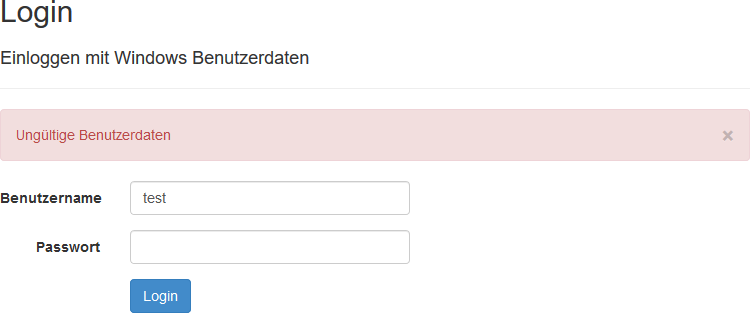 Login
Einloggen mit Windows Benutzerdaten
Ungültige Benutzerdaten ×
Benutzername test
Passwort
Login